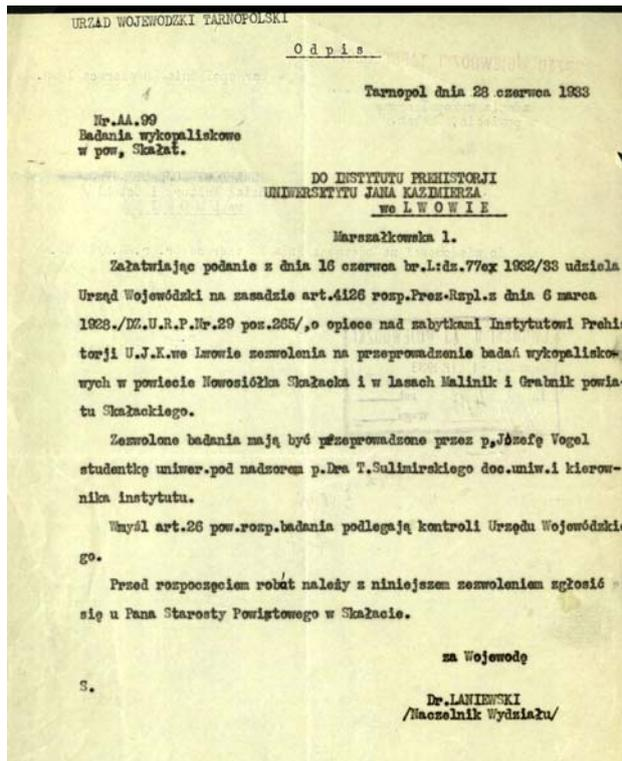 URZĄD WOJEWÓDZKI TARNOPOLSKI
Odpis
Tarnopol dnia 28 czerwca 1933
Nr.AA.99
Badania wykopaliskowe
w pow, Skałat.
DO INSTYTUTU PREHISTORJI
UNIWERSETYTU JANA KAZIMIERZA
we LWOWIE
Marszałkowska 1.
Załatwiając podanie z dnia 16 czerwca br.L:dz.77ex 1932/33 udziela
Urząd Wojewódzki na zasadzie art.4126 rozp.Prez.Rzpl.z dnia 6 marca
1928./DZ.U.R.P.Nr.29 poz.265/,o opiece nad zabytkami Instytutowi Prehis
torji U.J.K.we Lwowie zezwolenia na przeprowadzenie badań wykopalisko-
wych w powiecie Nowosiółka Skałacka i w lasach Malinik i Grabnik powia-
tu Skałackiego.
Zezwolone badania mają być przeprowadzone przez p,Józefę Vogel
studentkę uniwer.pod nadzorem p.Dra T.Sulimirskiego doc.uniw.i kierow-
nika instytutu.
Wmyśl art.26 pow.rozp.badania podlegają kontroli Urzędu Wojewódzkie
go.
Przed rozpoczęciem robót należy z niniejszem zezwoleniem zgłosić
się u Pana Starosty Powiatowego w Skałacie.
za Wojewodę
S.
Dr.LANIEWSKI
/Naczelnik Wydziału/